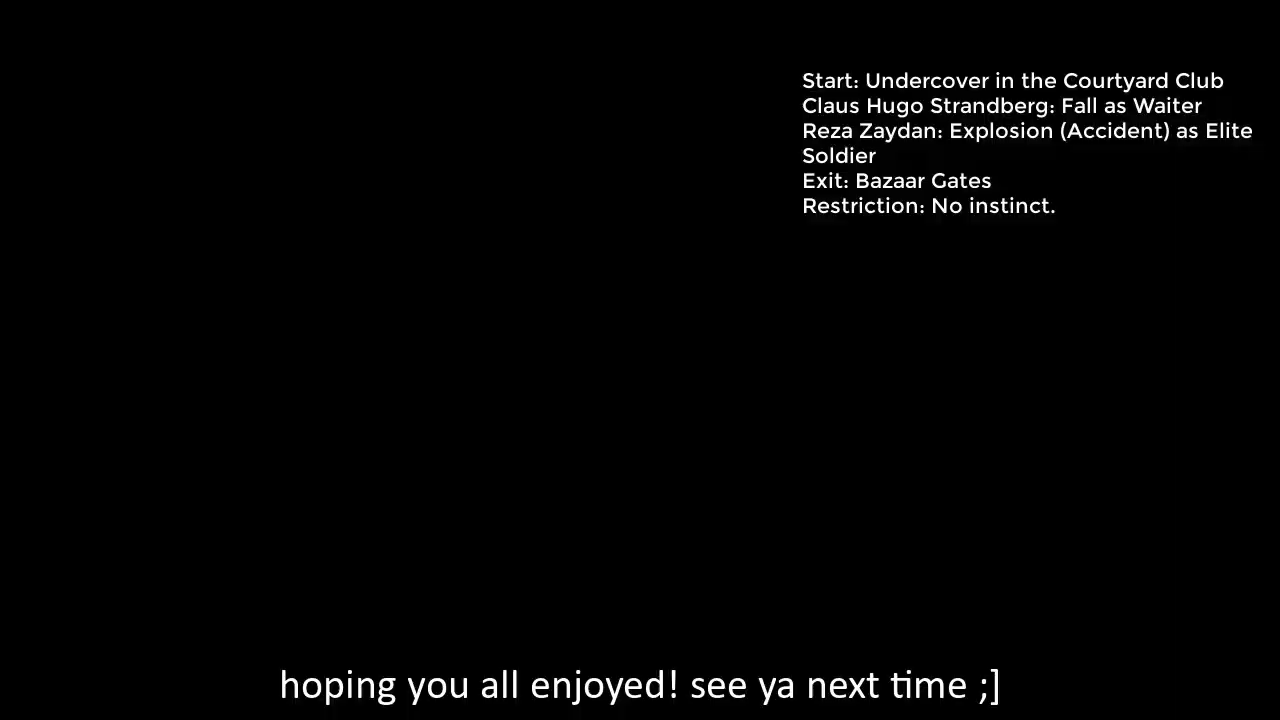 Start: Undercover in the Courtyard Club
Claus Hugo Strandberg: Fall as Waiter
Reza Zaydan: Explosion (Accident) as Elite
Soldier
Exit: Bazaar Gates
Restriction: No instinct.
hoping you all enjoyed! see ya next time ;]